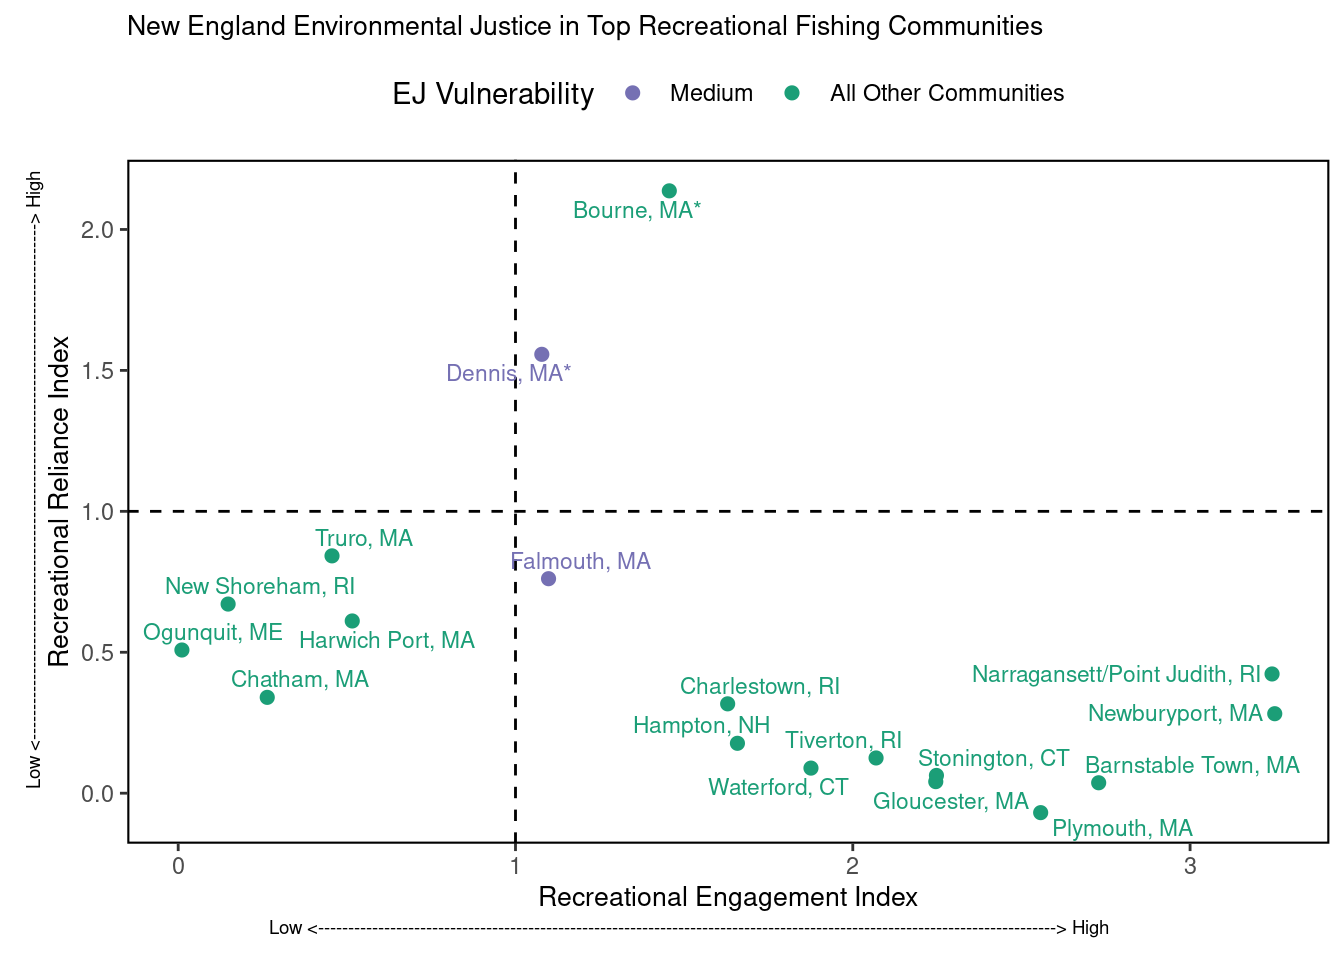 New England Environmental Justice in Top Recreational Fishing Communities
EJ Vulnerability
Medium
All Other Communities
Low <--------------------------------------------------------------------------------------------> High
Recreational Reliance Index
2.0
1.5
1.0
0.5
0.0
Bourne, MA*
Dennis, MA*
Truro, MA
Falmouth, MA
New Shoreham, RI
Ogunquit, ME
Harwich Port, MA
Chatham, MA
Narragansett/Point Judith, RI
Charlestown, RI
Newburyport, MA
Hampton, NH
Tiverton, RI
Stonington, CT
Barnstable Town, MA
Waterford, CT
Gloucester, MA
Plymouth, MA
0
1
2
3
Recreational Engagement Index
Low <--------------------------------------------------------------------------------------------------------------------------> High